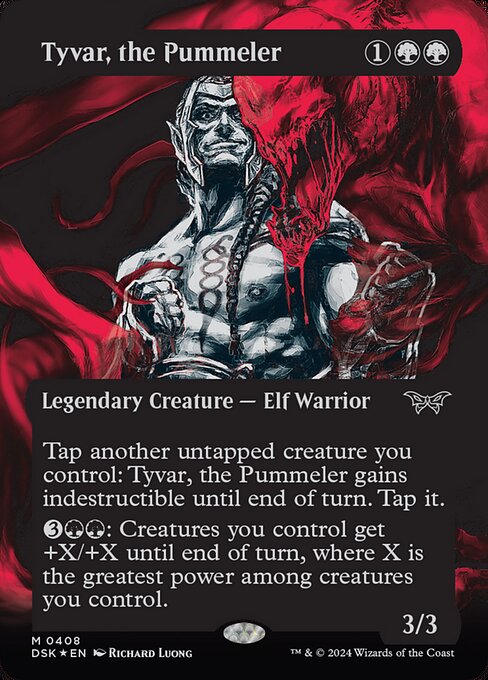 Tyvar, the Pummeler 1
Legendary Creature — Elf Warrior
Tap another untapped creature you
control: Tyvar, the Pummeler gains
indestructible until end of turn. Tap it.
3: Creatures you control get
+X/+X until end of turn, where X is
the greatest power among creatures
you control.
3/3
M 0408
DSK★EN RICHARD LUONG ™ & © 2024 Wizards of the Coast